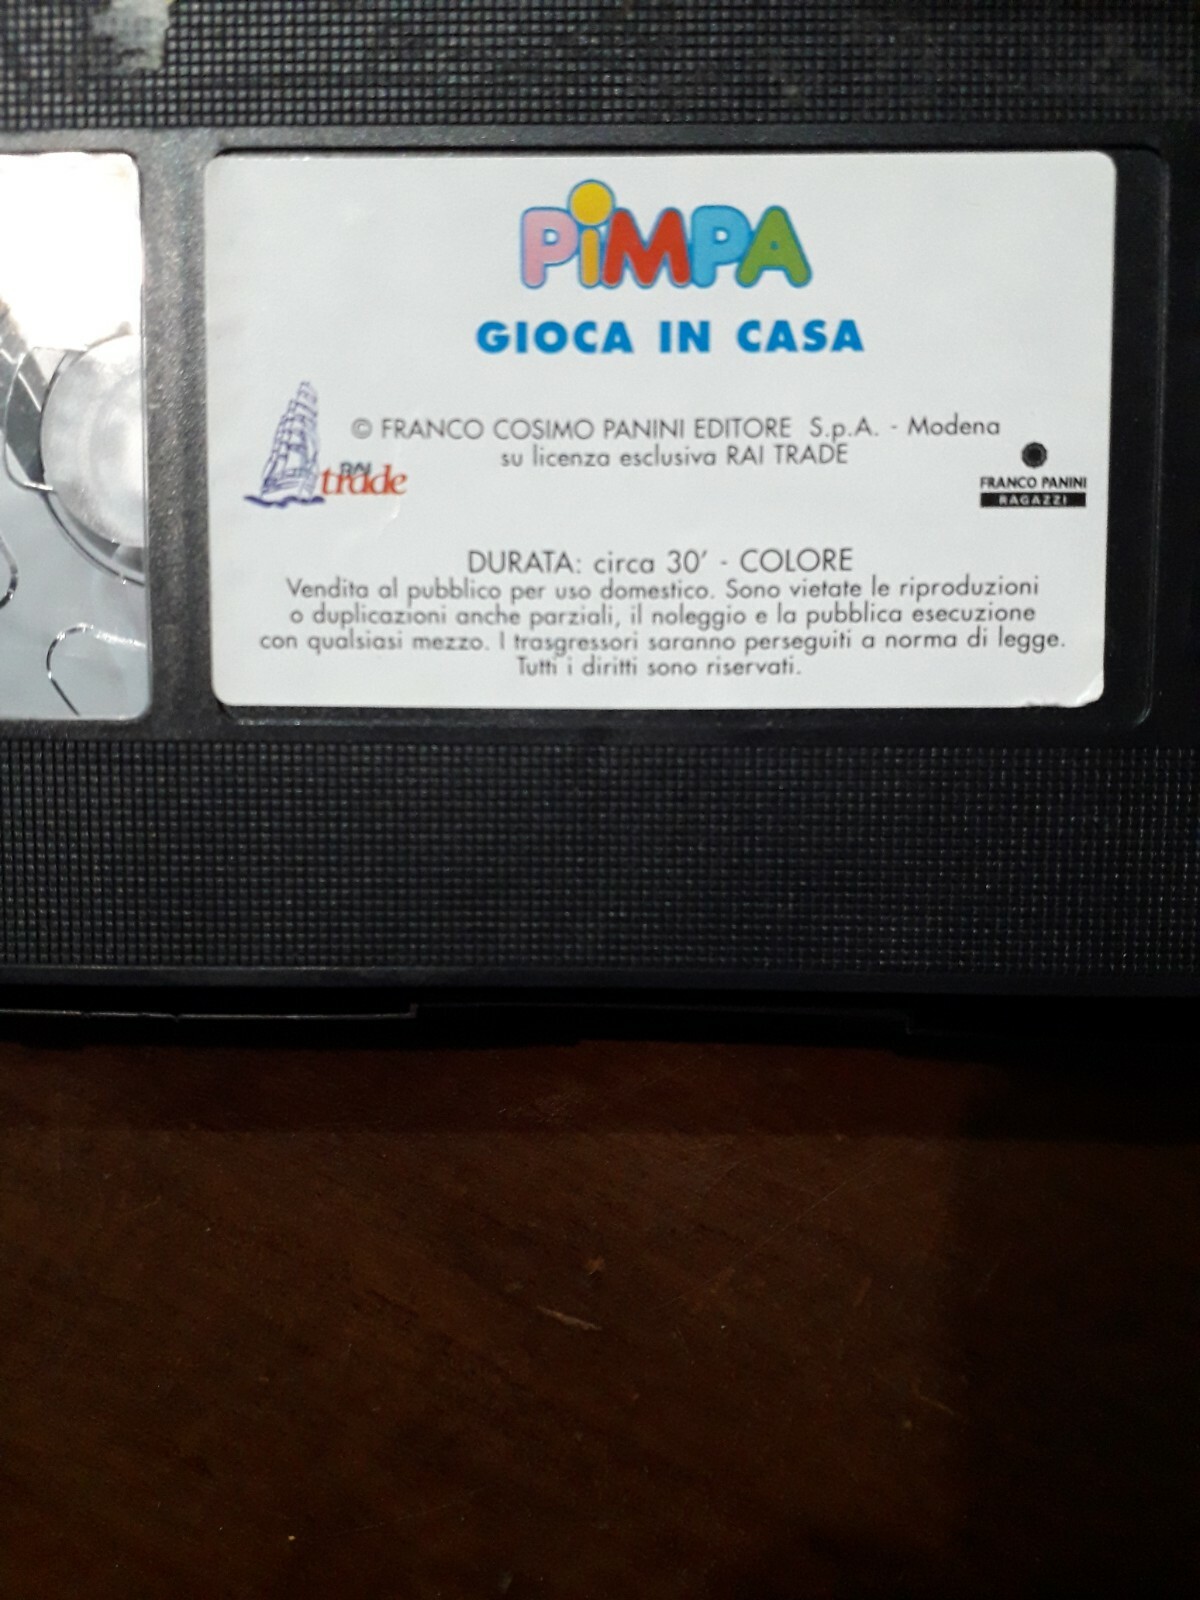 PiMPA
GIOCA IN CASA
© FRANCO COSIMO PANINI EDITORE S.p.A. - Modena
su licenza esclusiva RAI TRADE
RAI
trade
FRANCO PANINI
RAGAZZI
DURATA: circa 30' - COLORE
Vendita al pubblico per uso domestico. Sono vietate le riproduzioni
o duplicazioni anche parziali, il noleggio e la pubblica esecuzione
con qualsiasi mezzo. I trasgressori saranno perseguiti a norma di legge.
Tutti i diritti sono riservati.